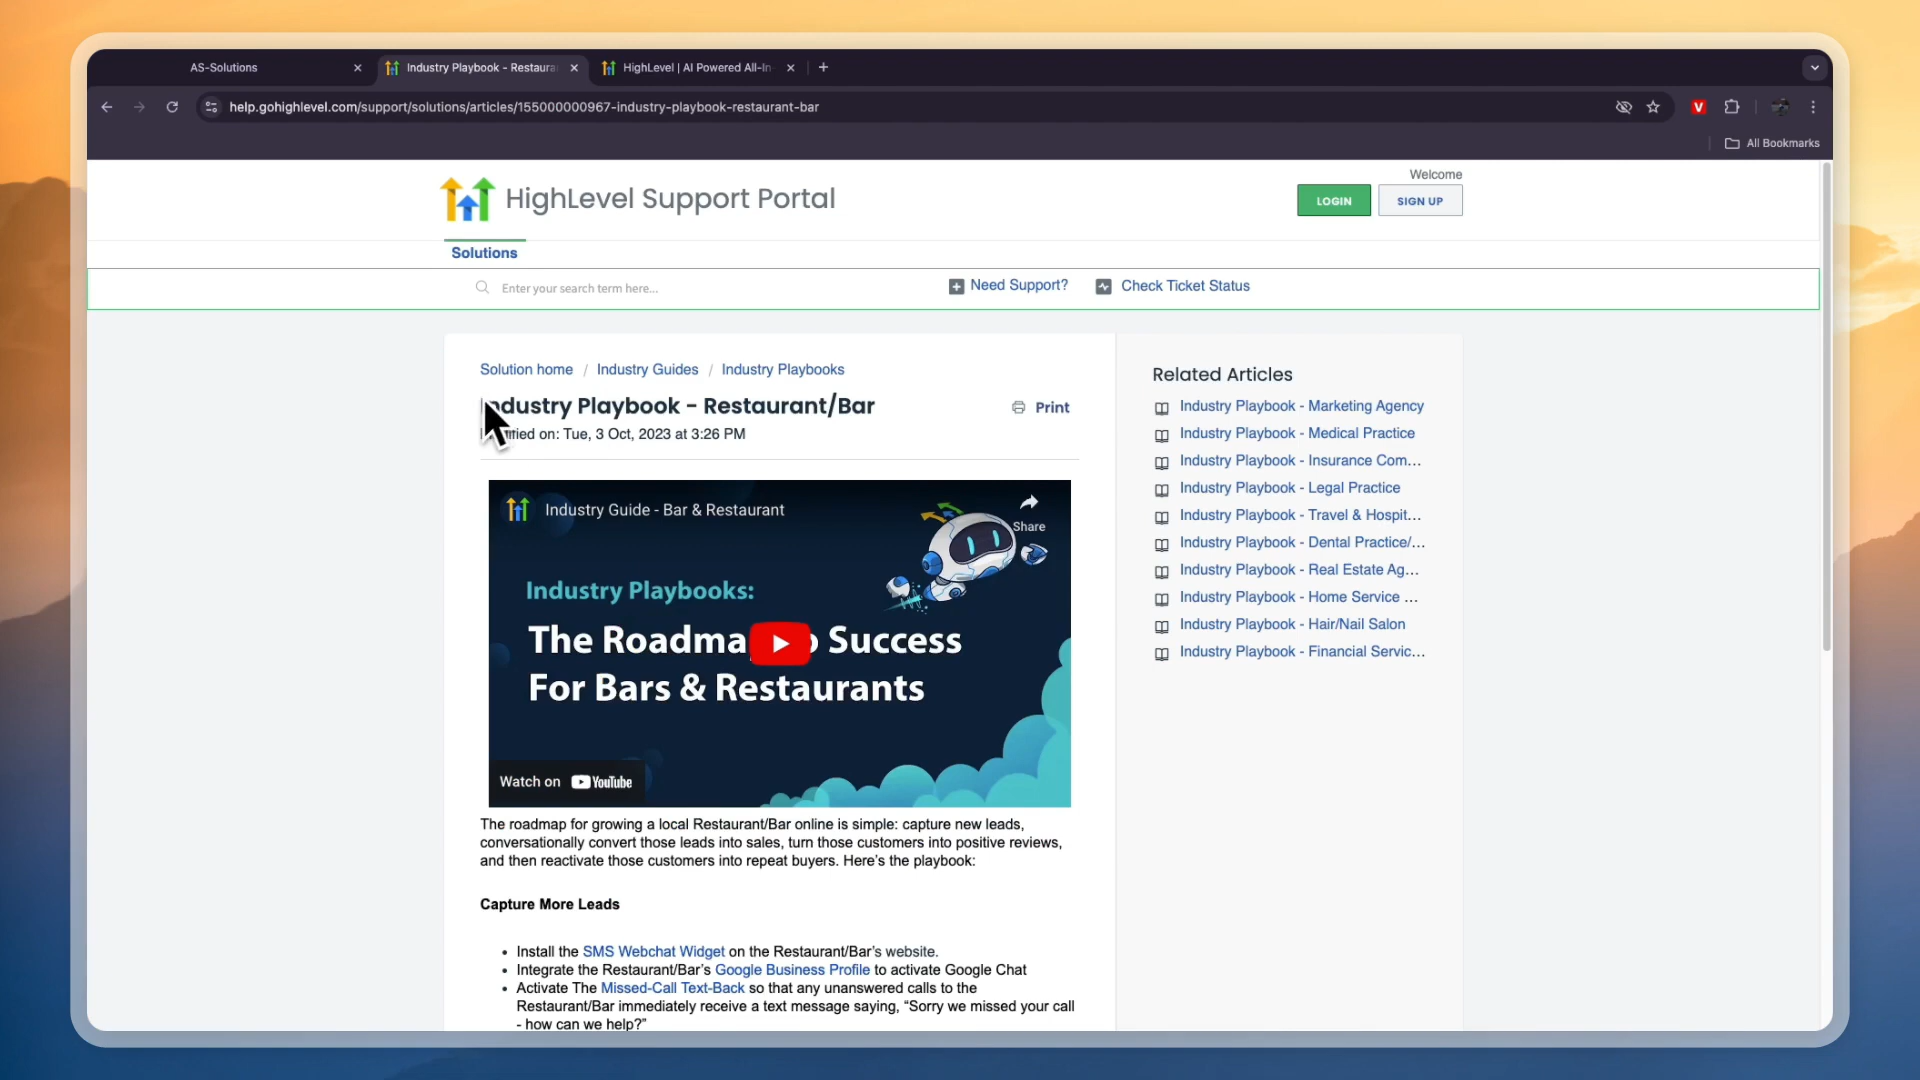 AS-Solutions
Industry Playbook - Restaura
HighLevel | AI Powered All-In-
help.gohighlevel.com/support/solutions/articles/155000000967-industry-playbook-restaurant-bar
V
All Bookmarks
HighLevel Support Portal
Welcome
LOGIN
SIGN UP
Solutions
Enter your search term here...
Need Support?
Check Ticket Status
Solution home / Industry Guides / Industry Playbooks
Industry Playbook - Restaurant/Bar
Print
on: Tue, 3 Oct, 2023 at 3:26 PM
Industry Guide - Bar & Restaurant
Share
Industry Playbooks:
The Roadma Success
For Bars & Restaurants
Watch on YouTube
The roadmap for growing a local Restaurant/Bar online is simple: capture new leads,
conversationally convert those leads into sales, turn those customers into positive reviews,
and then reactivate those customers into repeat buyers. Here's the playbook:
Capture More Leads
• Install the SMS Webchat Widget on the Restaurant/Bar's website.
• Integrate the Restaurant/Bar's Google Business Profile to activate Google Chat
• Activate The Missed-Call Text-Back so that any unanswered calls to the
Restaurant/Bar immediately receive a text message saying, “Sorry we missed your call
- how can we help?”
Related Articles
Industry Playbook - Marketing Agency
Industry Playbook - Medical Practice
Industry Playbook - Insurance Com...
Industry Playbook - Legal Practice
Industry Playbook - Travel & Hospit...
Industry Playbook - Dental Practice/...
Industry Playbook - Real Estate Ag...
Industry Playbook - Home Service ...
Industry Playbook - Hair/Nail Salon
Industry Playbook - Financial Servic...